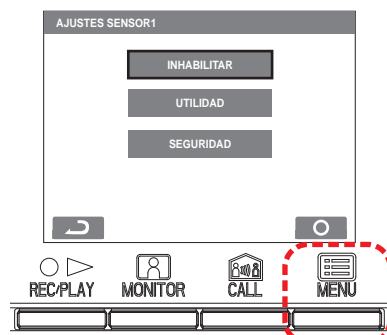 AJUSTES SENSOR1
INHABILITAR
UTILIDAD
SEGURIDAD
REC/PLAY MONITOR CALL MENU